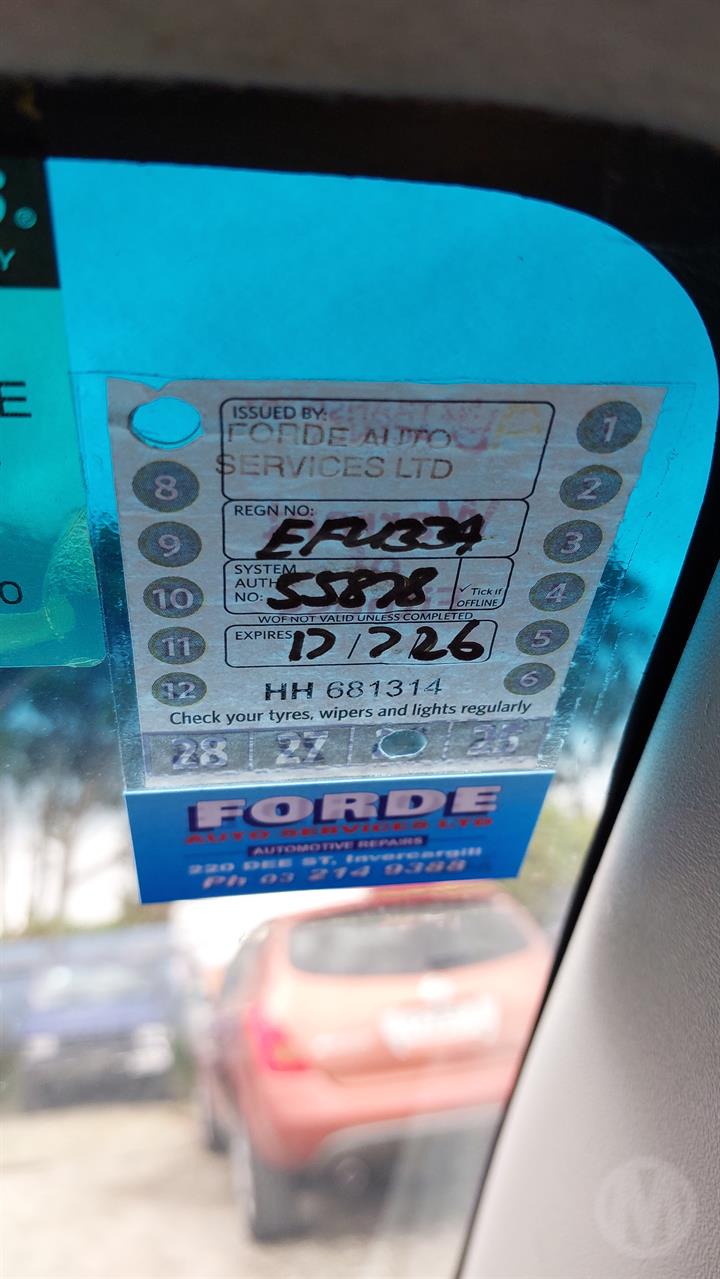 Y
E
ISSUED BY:
FORDE AUTO
SERVICES LTD
1
8
2
REGN NO:
9
3
SYSTEM
AUTH
NO: 55878
✓ Tick if
OFFLINE
10
4
WOF NOT VALID UNLESS COMPLETED
EXPIRES 17/7/26
11
5
12
HH 681314
6
Check your tyres, wipers and lights regularly
28 27 25
FORDE
AUTO SERVICES LTD
AUTOMOTIVE REPAIRS
220 DEE ST, Invercargill
Ph 03 214 9388
M